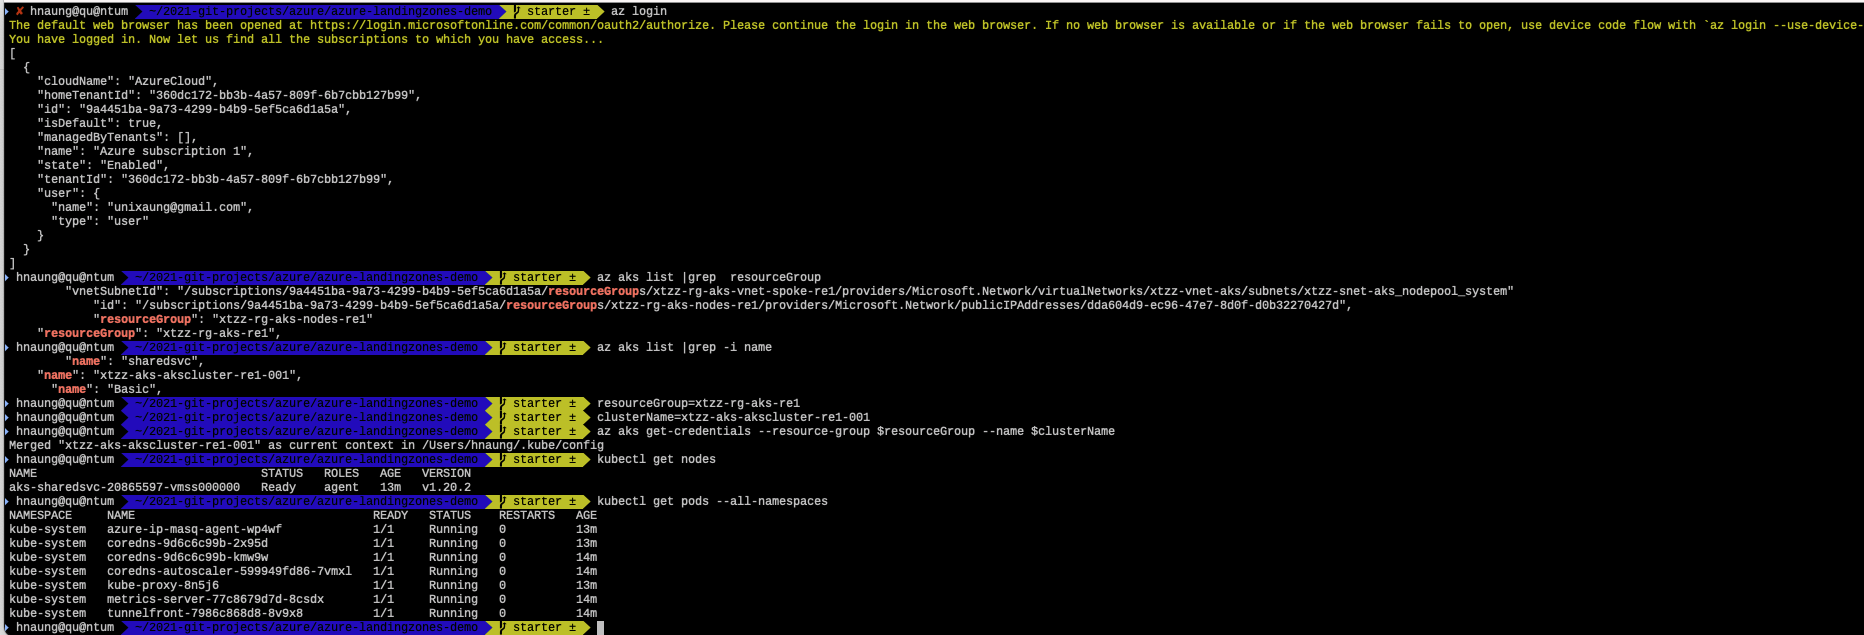 ✘ hnaung@qu@ntum ~/2021-git-projects/azure/azure-landingzones-demo starter ± az login
The default web browser has been opened at https://login.microsoftonline.com/common/oauth2/authorize. Please continue the login in the web browser. If no web browser is available or if the web browser fails to open, use device code flow with `az login --use-device-
You have logged in. Now let us find all the subscriptions to which you have access...
[
  {
    "cloudName": "AzureCloud",
    "homeTenantId": "360dc172-bb3b-4a57-809f-6b7cbb127b99",
    "id": "9a4451ba-9a73-4299-b4b9-5ef5ca6d1a5a",
    "isDefault": true,
    "managedByTenants": [],
    "name": "Azure subscription 1",
    "state": "Enabled",
    "tenantId": "360dc172-bb3b-4a57-809f-6b7cbb127b99",
    "user": {
      "name": "unixaung@gmail.com",
      "type": "user"
    }
  }
]
hnaung@qu@ntum ~/2021-git-projects/azure/azure-landingzones-demo starter ± az aks list |grep  resourceGroup
        "vnetSubnetId": "/subscriptions/9a4451ba-9a73-4299-b4b9-5ef5ca6d1a5a/resourceGroups/xtzz-rg-aks-vnet-spoke-re1/providers/Microsoft.Network/virtualNetworks/xtzz-vnet-aks/subnets/xtzz-snet-aks_nodepool_system"
            "id": "/subscriptions/9a4451ba-9a73-4299-b4b9-5ef5ca6d1a5a/resourceGroups/xtzz-rg-aks-nodes-re1/providers/Microsoft.Network/publicIPAddresses/dda604d9-ec96-47e7-8d0f-d0b32270427d",
            "resourceGroup": "xtzz-rg-aks-nodes-re1"
    "resourceGroup": "xtzz-rg-aks-re1",
hnaung@qu@ntum ~/2021-git-projects/azure/azure-landingzones-demo starter ± az aks list |grep -i name
        "name": "sharedsvc",
    "name": "xtzz-aks-akscluster-re1-001",
      "name": "Basic",
hnaung@qu@ntum ~/2021-git-projects/azure/azure-landingzones-demo starter ± resourceGroup=xtzz-rg-aks-re1
hnaung@qu@ntum ~/2021-git-projects/azure/azure-landingzones-demo starter ± clusterName=xtzz-aks-akscluster-re1-001
hnaung@qu@ntum ~/2021-git-projects/azure/azure-landingzones-demo starter ± az aks get-credentials --resource-group $resourceGroup --name $clusterName
Merged "xtzz-aks-akscluster-re1-001" as current context in /Users/hnaung/.kube/config
hnaung@qu@ntum ~/2021-git-projects/azure/azure-landingzones-demo starter ± kubectl get nodes
NAME                                STATUS   ROLES   AGE   VERSION
aks-sharedsvc-20865597-vmss000000   Ready    agent   13m   v1.20.2
hnaung@qu@ntum ~/2021-git-projects/azure/azure-landingzones-demo starter ± kubectl get pods --all-namespaces
NAMESPACE     NAME                                  READY   STATUS    RESTARTS   AGE
kube-system   azure-ip-masq-agent-wp4wf             1/1     Running   0          13m
kube-system   coredns-9d6c6c99b-2x95d               1/1     Running   0          13m
kube-system   coredns-9d6c6c99b-kmw9w               1/1     Running   0          14m
kube-system   coredns-autoscaler-599949fd86-7vmxl   1/1     Running   0          14m
kube-system   kube-proxy-8n5j6                      1/1     Running   0          13m
kube-system   metrics-server-77c8679d7d-8csdx       1/1     Running   0          14m
kube-system   tunnelfront-7986c868d8-8v9x8          1/1     Running   0          14m
hnaung@qu@ntum ~/2021-git-projects/azure/azure-landingzones-demo starter ±